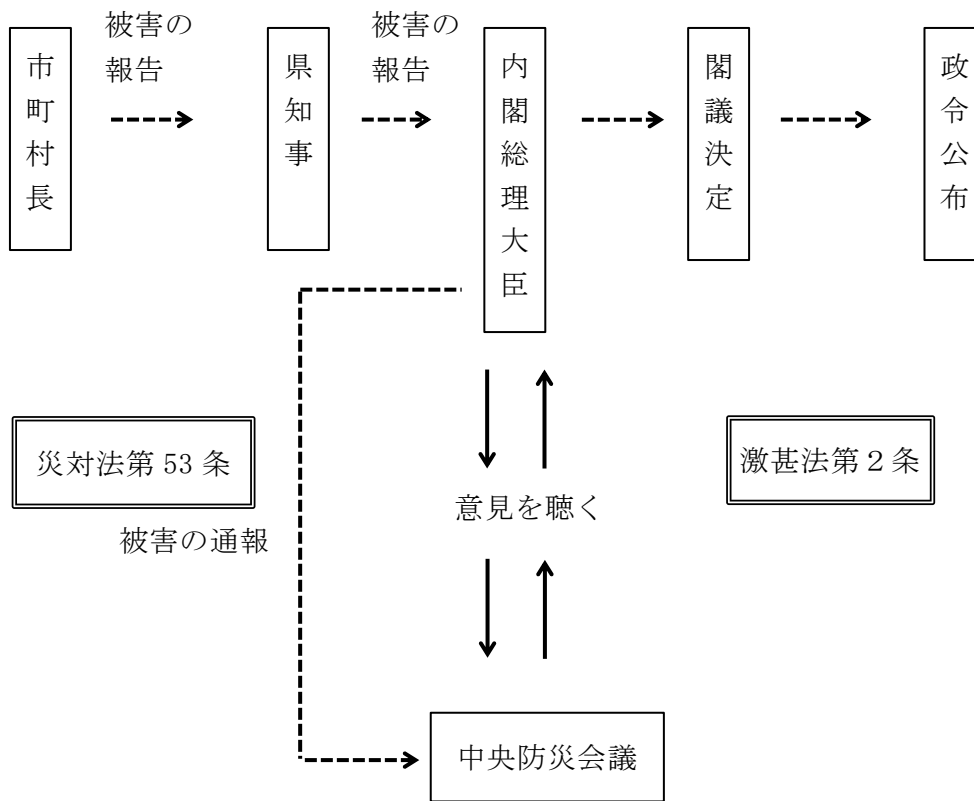 市町村長
被害の
報告
県知事
被害の
報告
内閣総理大臣
閣議決定
政令公布
災対法第 53 条
激甚法第２条
意見を聴く
被害の通報
中央防災会議